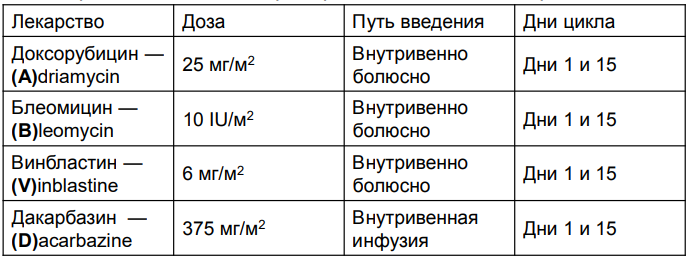 Лекарство Доза Путь введения Дни цикла
Доксорубицин —
(A)driamycin
25 мг/м²
Внутривенно
болюсно
Дни 1 и 15
Блеомицин —
(B)leomycin
10 IU/м²
Внутривенно
болюсно
Дни 1 и 15
Винбластин —
(V)inblastine
6 мг/м²
Внутривенно
болюсно
Дни 1 и 15
Дакарбазин —
(D)acarbazine
375 мг/м²
Внутривенная
инфузия
Дни 1 и 15